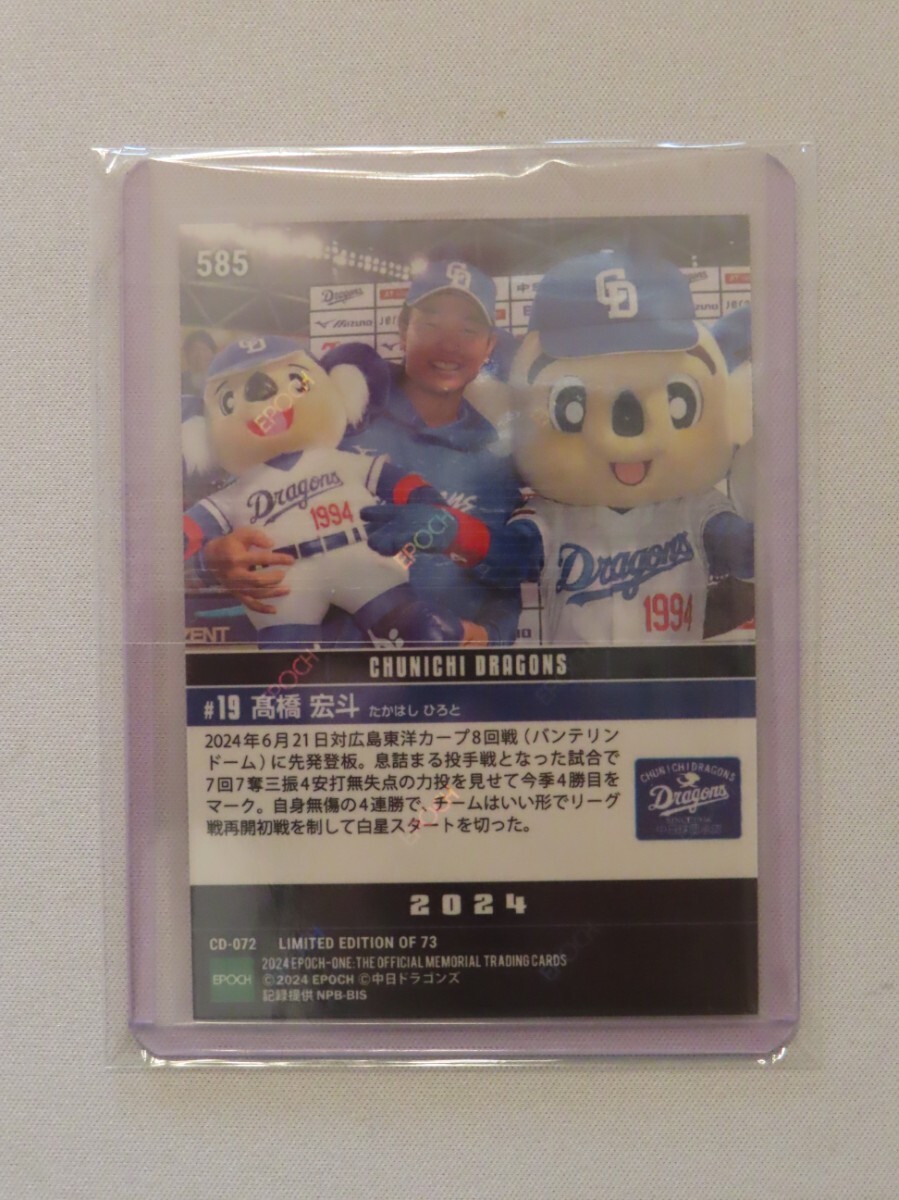 585
Dragons
中
mizuno
Dragons
1994
Dragons
1994
ZENT
CHUNICHI DRAGONS
#19 髙橋 宏斗 たかはし ひろと
2024年6月21日対広島東洋カープ8回戦(バンテリン
ドーム)に先発登板。息詰まる投手戦となった試合で
7回7奪三振4安打無失点の力投を見せて今季4勝目を
マーク。自身無傷の4連勝で、チームはいい形でリーグ
戦再開初戦を制して白星スタートを切った。
CHUNICHI DRAGONS
Dragons
2024
CD-072 LIMITED EDITION OF 73
2024 EPOCH-ONE:THE OFFICIAL MEMORIAL TRADING CARDS
EPOCH ©2024 EPOCH ©中日ドラゴンズ
記録提供 NPB-BIS
EPOCH
EPOCH
EPOCH
EPOCH